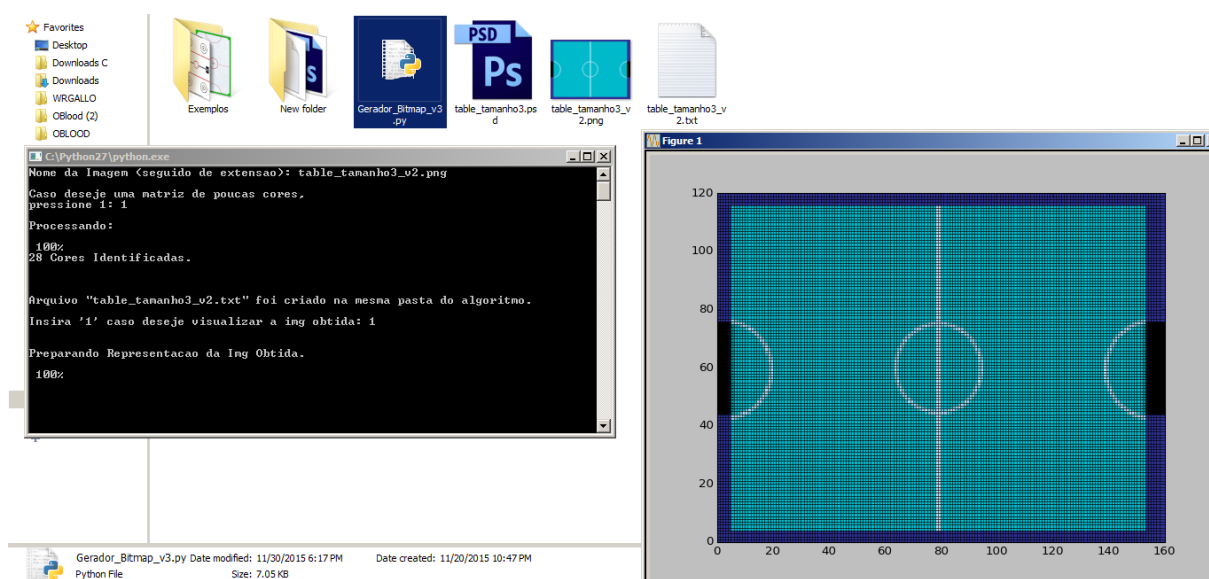 Favorites
Desktop
Downloads C
Downloads
WRGALLO
OBlood (2)
OBLOOD
PSD
Ps
S
Exemplos
New folder
Gerador_Bitmap_v3
.py
table_tamanho3.ps
d
table_tamanho3_v
2.png
table_tamanho3_v
2.txt
C:\Python27\python.exe
Nome da Imagem (seguido de extensao): table_tamanho3_v2.png
Caso deseje uma matriz de poucas cores,
pressione 1: 1
Processando:
100%
28 Cores Identificadas.
Arquivo "table_tamanho3_v2.txt" foi criado na mesma pasta do algoritmo.
Insira '1' caso deseje visualizar a img obtida: 1
Preparando Representacao da Img Obtida.
100%
Figure 1
120
100
80
60
40
20
0
0 20 40 60 80 100 120 140 160
Gerador_Bitmap_v3.py Date modified: 11/30/2015 6:17 PM Date created: 11/20/2015 10:47 PM
Python File Size: 7.05 KB